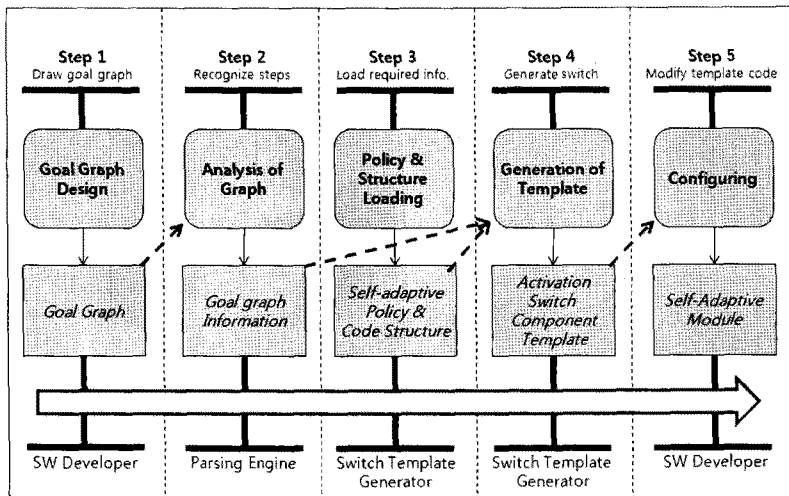 Step 1
Draw goal graph
Step 2
Recognize steps
Step 3
Load required info.
Step 4
Generate switch
Step 5
Modify template code
Goal Graph
Design
Analysis of
Graph
Policy &
Structure
Loading
Generation of
Template
Configuring
Goal Graph
Goal graph
Information
Self-adaptive
Policy &
Code Structure
Activation
Switch
Component
Template
Self-Adaptive
Module
SW Developer
Parsing Engine
Switch Template
Generator
Switch Template
Generator
SW Developer